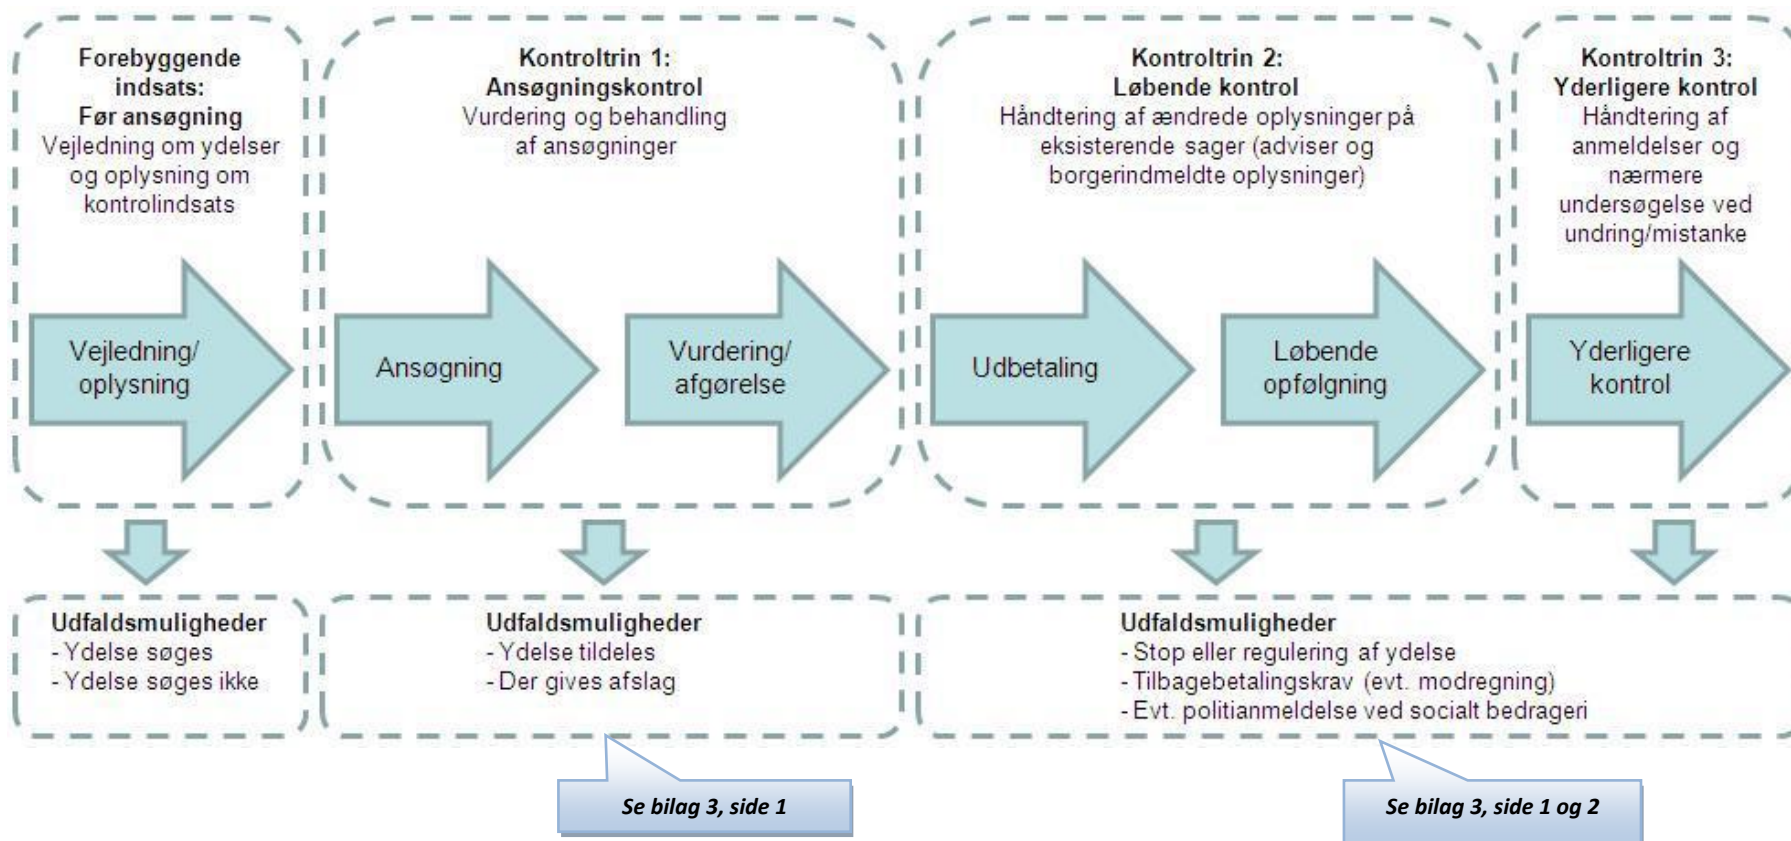 Forebyggende
indsats:
Før ansøgning
Vejledning om ydelser
og oplysning om
kontrolindsats
Kontroltrin 1:
Ansøgningskontrol
Vurdering og behandling
af ansøgninger
Kontroltrin 2:
Løbende kontrol
Håndtering af ændrede oplysninger på
eksisterende sager (adviser og
borgerindmeldte oplysninger)
Kontroltrin 3:
Yderligere kontrol
Håndtering af
anmeldelser og
nærmere
undersøgelse ved
undring/mistanke
Vejledning/
oplysning
Ansøgning
Vurdering/
afgørelse
Udbetaling
Løbende
opfølgning
Yderligere
kontrol
Udfaldsmuligheder
- Ydelse søges
- Ydelse søges ikke
Udfaldsmuligheder
- Ydelse tildeles
- Der gives afslag
Udfaldsmuligheder
- Stop eller regulering af ydelse
- Tilbagebetalingskrav (evt. modregning)
- Evt. politianmeldelse ved socialt bedrageri
Se bilag 3, side 1
Se bilag 3, side 1 og 2